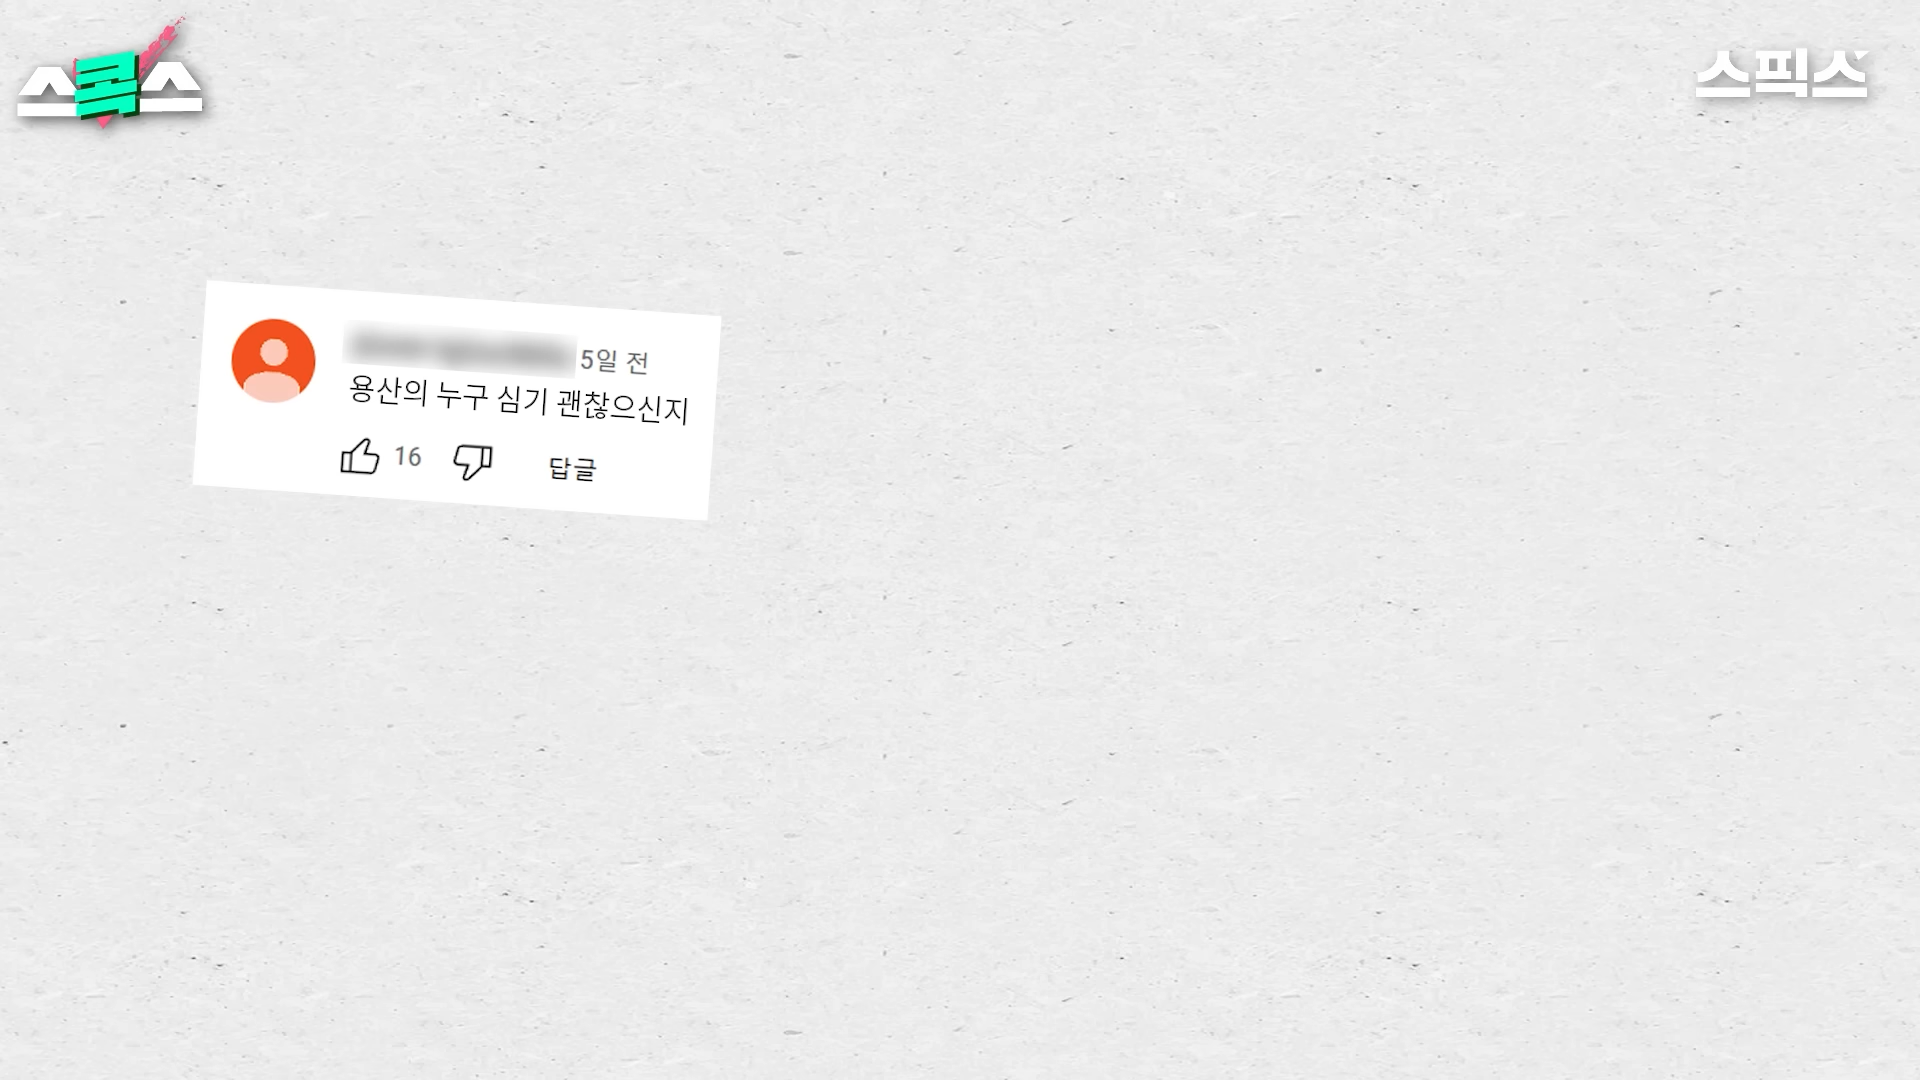 스콕스
스픽스
5일 전
용산의 누구 심기 괜찮으신지
16
답글